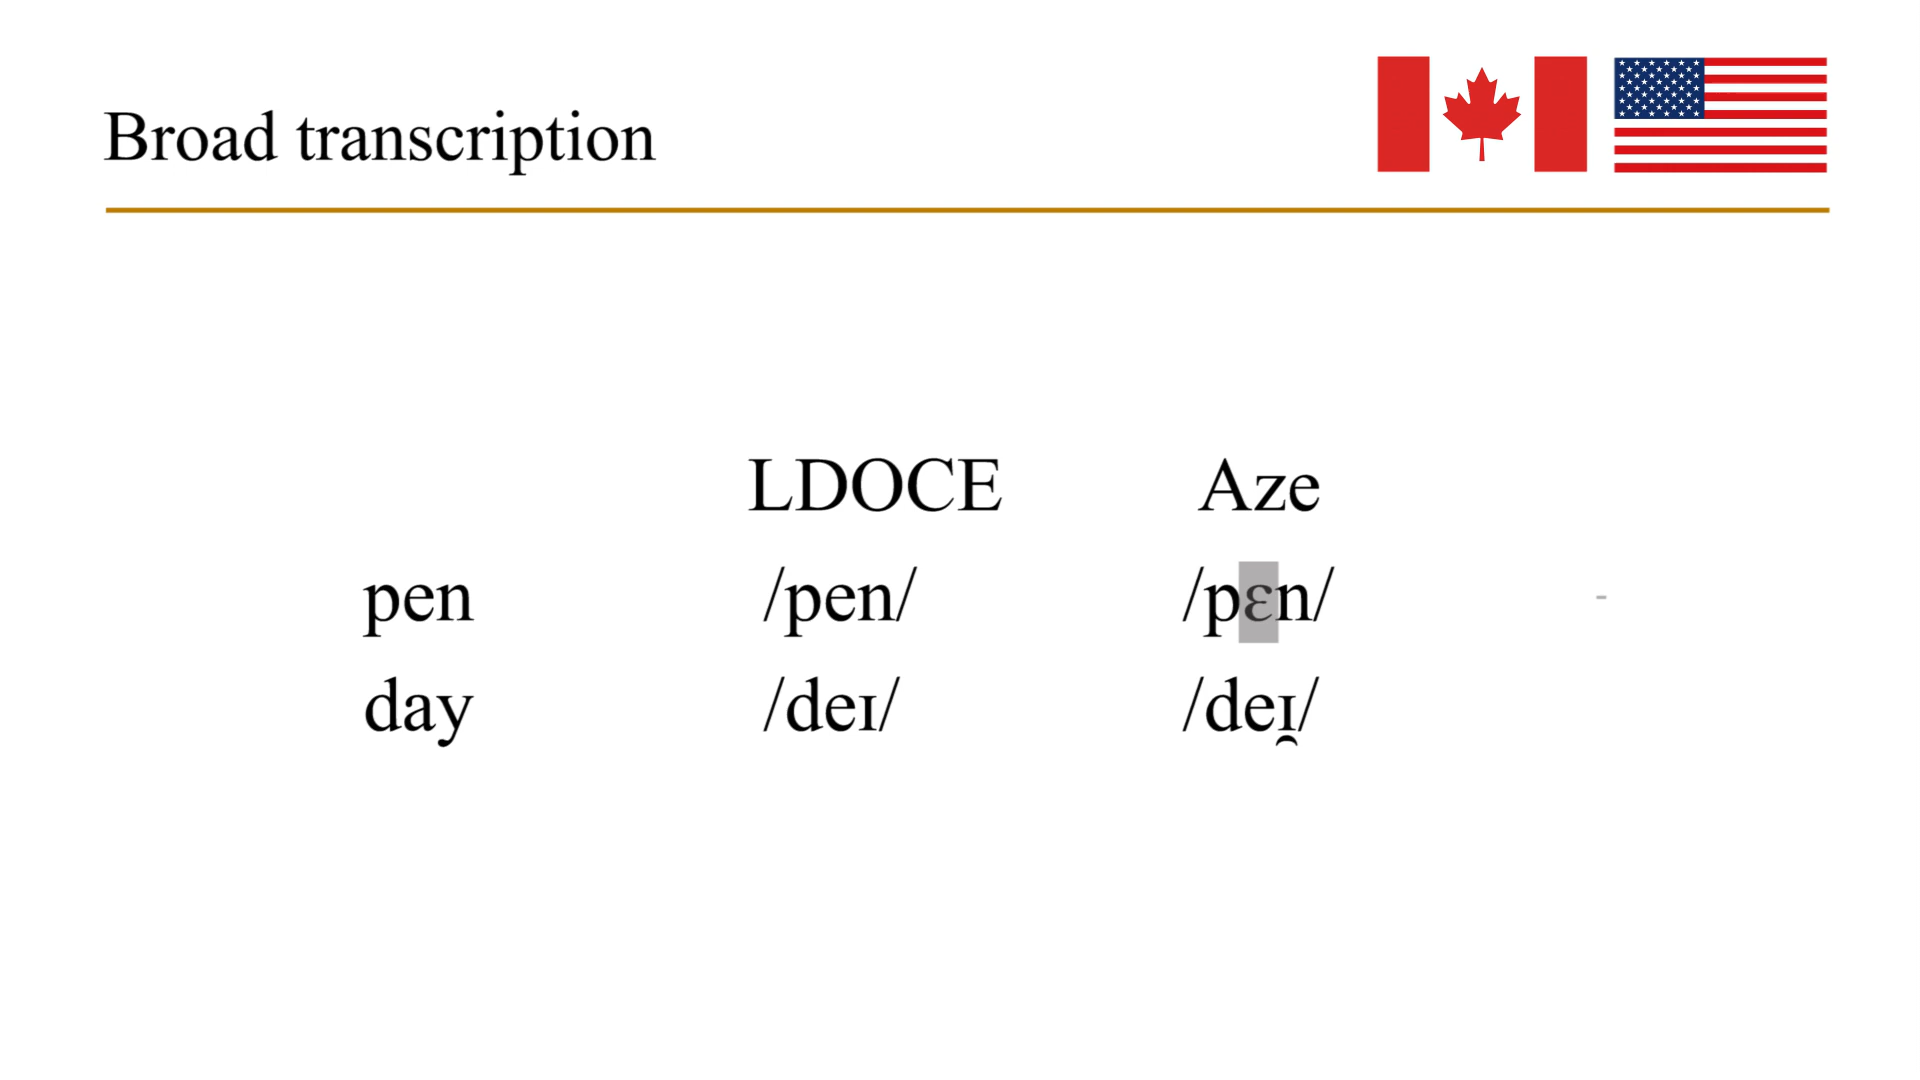 Broad transcription
LDOCE Aze
pen /pen/ /pɛn/ -
day /deɪ/ /deɪ̯/